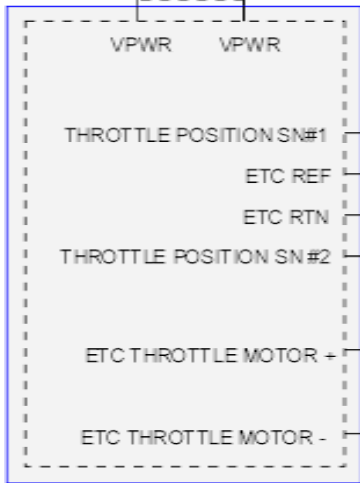 VPWR VPWR
THROTTLE POSITION SN#1
ETC REF
ETC RTN
THROTTLE POSITION SN #2
ETC THROTTLE MOTOR +
ETC THROTTLE MOTOR -